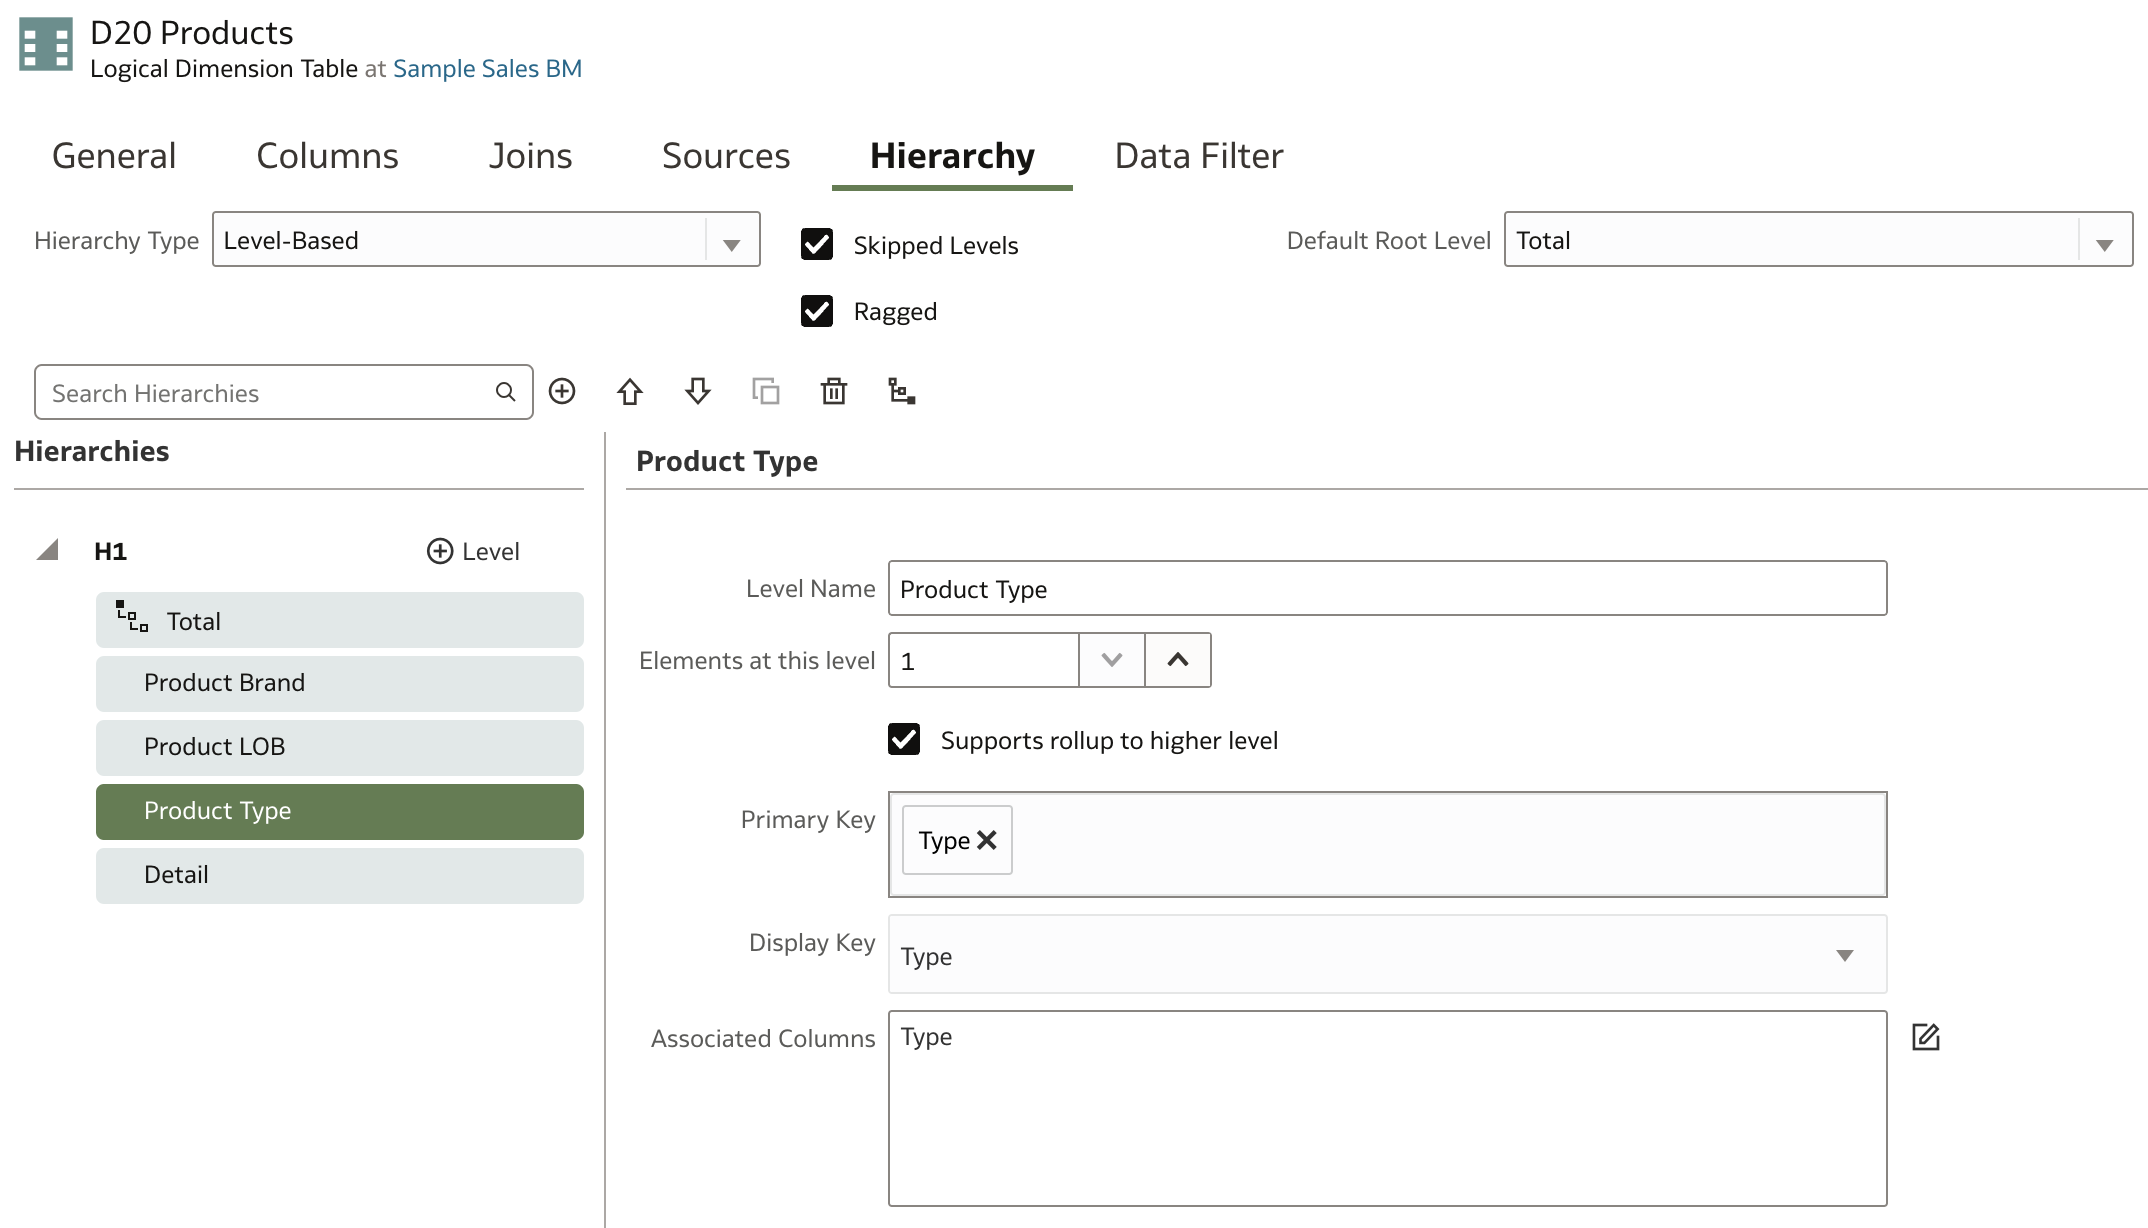 D20 Products
Logical Dimension Table at Sample Sales BM
General Columns Joins Sources Hierarchy Data Filter
Hierarchy Type Level-Based Skipped Levels Default Root Level Total
Ragged
Search Hierarchies
Hierarchies
Product Type
H1 Level
Total
Product Brand
Product LOB
Product Type
Detail
Level Name Product Type
Elements at this level 1
Supports rollup to higher level
Primary Key Type
Display Key Type
Associated Columns Type